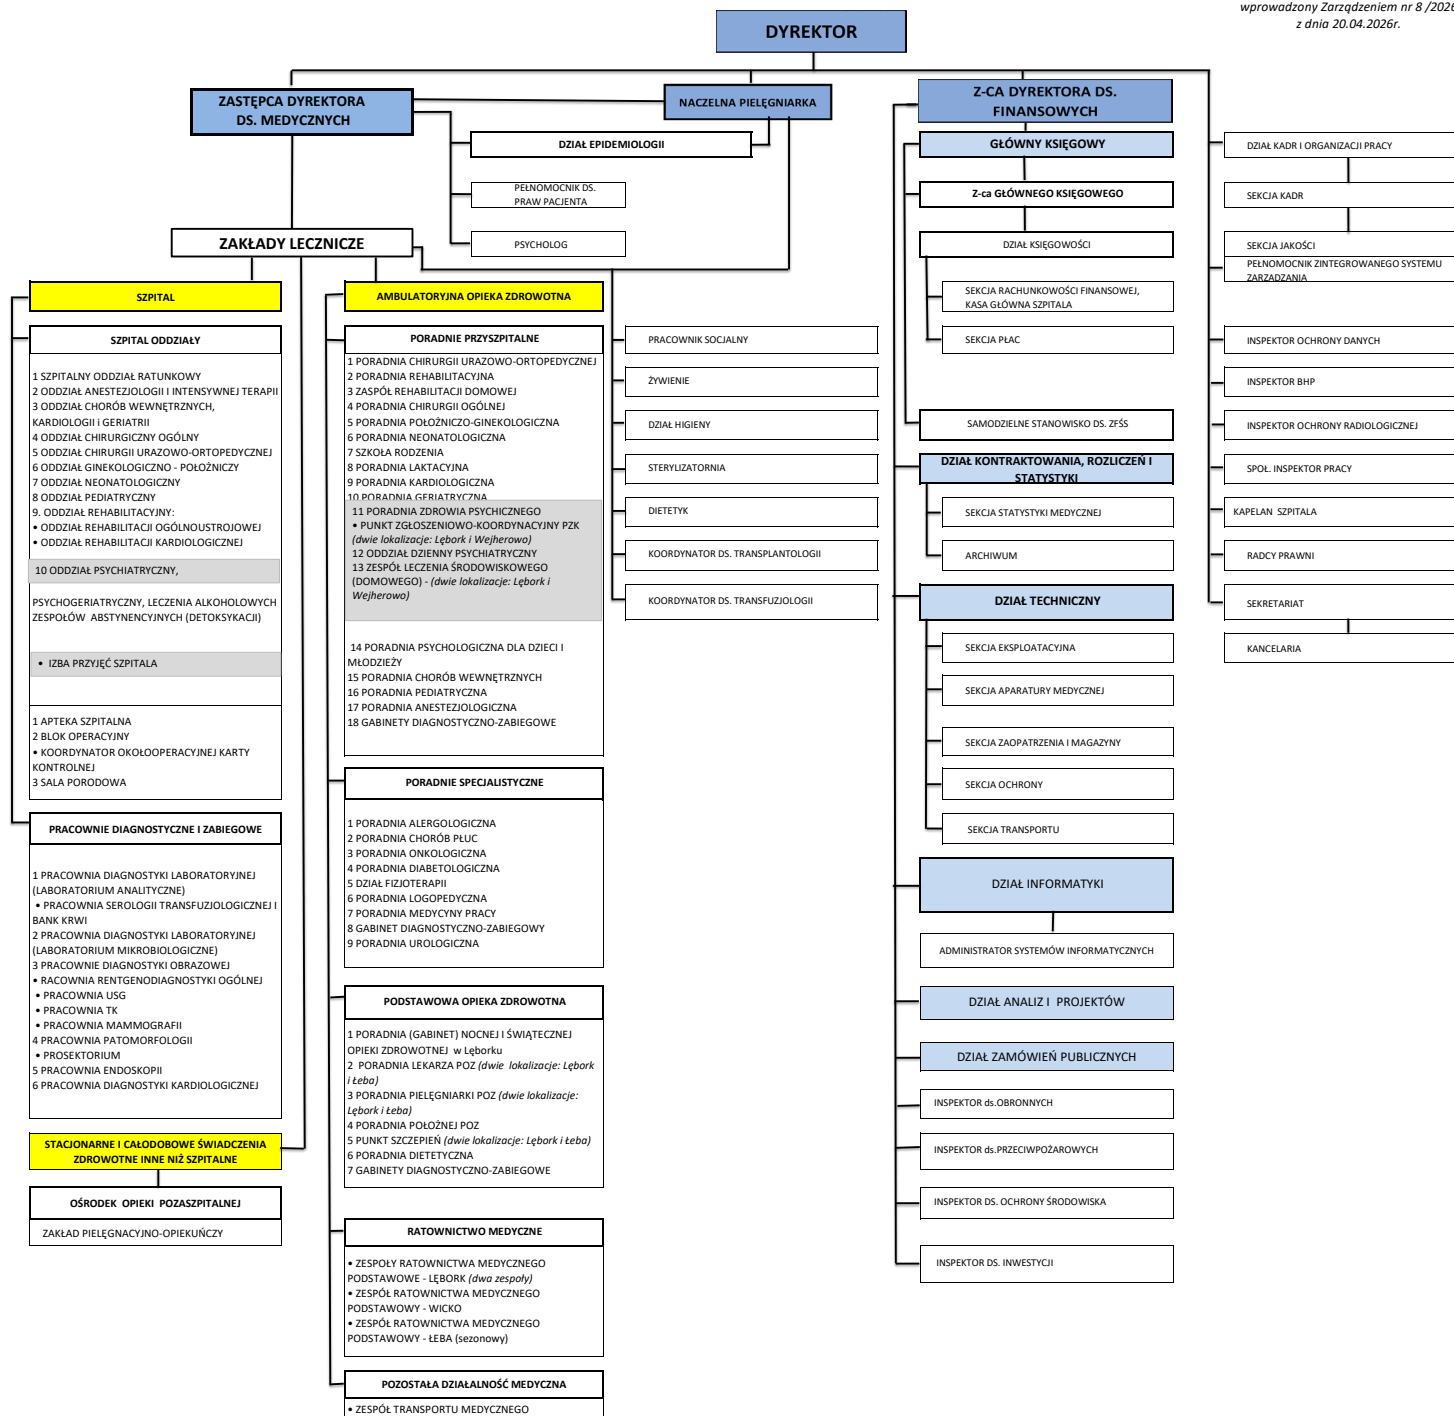 wprowadzony Zarządzeniem nr 8 /2026
z dnia 20.04.2026r.
DYREKTOR
ZASTĘPCA DYREKTORA
DS. MEDYCZNYCH
NACZELNA PIELĘGNIARKA
Z-CA DYREKTORA DS.
FINANSOWYCH
DZIAŁ EPIDEMIOLOGII
PEŁNOMOCNIK DS.
PRAW PACJENTA
PSYCHOLOG
ZAKŁADY LECZNICZE
SZPITAL
SZPITAL ODDZIAŁY
1 SZPITALNY ODDZIAŁ RATUNKOWY
2 ODDZIAŁ ANESTEZJOLOGII I INTENSYWNEJ TERAPII
3 ODDZIAŁ CHORÓB WEWNĘTRZNYCH,
KARDIOLOGII i GERIATRII
4 ODDZIAŁ CHIRURGICZNY OGÓLNY
5 ODDZIAŁ CHIRURGII URAZOWO-ORTOPEDYCZNEJ
6 ODDZIAŁ GINEKOLOGICZNO - POŁOŻNICZY
7 ODDZIAŁ NEONATOLOGICZNY
8 ODDZIAŁ PEDIATRYCZNY
9. ODDZIAŁ REHABILITACYJNY:
• ODDZIAŁ REHABILITACJI OGÓLNOUSTROJOWEJ
• ODDZIAŁ REHABILITACJI KARDIOLOGICZNEJ
10 ODDZIAŁ PSYCHIATRYCZNY,
PSYCHOGERIATRYCZNY, LECZENIA ALKOHOLOWYCH
ZESPOŁÓW ABSTYNENCYJNYCH (DETOKSYKACJI)
• IZBA PRZYJĘĆ SZPITALA
1 APTEKA SZPITALNA
2 BLOK OPERACYJNY
• KOORDYNATOR OKOŁOOPERACYJNEJ KARTY
KONTROLNEJ
3 SALA PORODOWA
PRACOWNIE DIAGNOSTYCZNE I ZABIEGOWE
1 PRACOWNIA DIAGNOSTYKI LABORATORYJNEJ
(LABORATORIUM ANALITYCZNE)
• PRACOWNIA SEROLOGII TRANSFUZJOLOGICZNEJ I
BANK KRWI
2 PRACOWNIA DIAGNOSTYKI LABORATORYJNEJ
(LABORATORIUM MIKROBIOLOGICZNE)
3 PRACOWNIE DIAGNOSTYKI OBRAZOWEJ
• RACOWNIA RENTGENODIAGNOSTYKI OGÓLNEJ
• PRACOWNIA USG
• PRACOWNIA TK
• PRACOWNIA MAMMOGRAFII
4 PRACOWNIA PATOMORFOLOGII
• PROSEKTORIUM
5 PRACOWNIA ENDOSKOPII
6 PRACOWNIA DIAGNOSTYKI KARDIOLOGICZNEJ
STACJONARNE I CAŁODOBOWE ŚWIADCZENIA
ZDROWOTNE INNE NIŻ SZPITALNE
OŚRODEK OPIEKI POZASZPITALNEJ
ZAKŁAD PIELĘGNACYJNO-OPIEKUŃCZY
AMBULATORYJNA OPIEKA ZDROWOTNA
PORADNIE PRZYSZPITALNE
1 PORADNIA CHIRURGII URAZOWO-ORTOPEDYCZNEJ
2 PORADNIA REHABILITACYJNA
3 ZASPÓŁ REHABILITACJI DOMOWEJ
4 PORADNIA CHIRURGII OGÓLNEJ
5 PORADNIA POŁOŻNICZO-GINEKOLOGICZNA
6 PORADNIA NEONATOLOGICZNA
7 SZKOŁA RODZENIA
8 PORADNIA LAKTACYJNA
9 PORADNIA KARDIOLOGICZNA
10 PORADNIA GERIATRYCZNA
11 PORADNIA ZDROWIA PSYCHICZNEGO
• PUNKT ZGŁOSZENIOWO-KOORDYNACYJNY PZK
(dwie lokalizacje: Lębork i Wejherowo)
12 ODDZIAŁ DZIENNY PSYCHIATRYCZNY
13 ZESPÓŁ LECZENIA ŚRODOWISKOWEGO
(DOMOWEGO) - (dwie lokalizacje: Lębork i
Wejherowo)
14 PORADNIA PSYCHOLOGICZNA DLA DZIECI I
MŁODZIEŻY
15 PORADNIA CHORÓB WEWNĘTRZNYCH
16 PORADNIA PEDIATRYCZNA
17 PORADNIA ANESTEZJOLOGICZNA
18 GABINETY DIAGNOSTYCZNO-ZABIEGOWE
PORADNIE SPECJALISTYCZNE
1 PORADNIA ALERGOLOGICZNA
2 PORADNIA CHORÓB PŁUC
3 PORADNIA ONKOLOGICZNA
4 PORADNIA DIABETOLOGICZNA
5 DZIAŁ FIZJOTERAPII
6 PORADNIA LOGOPEDYCZNA
7 PORADNIA MEDYCYNY PRACY
8 GABINET DIAGNOSTYCZNO-ZABIEGOWY
9 PORADNIA UROLOGICZNA
PODSTAWOWA OPIEKA ZDROWOTNA
1 PORADNIA (GABINET) NOCNEJ I ŚWIĄTECZNEJ
OPIEKI ZDROWOTNEJ w Lęborku
2 PORADNIA LEKARZA POZ (dwie lokalizacje: Lębork
i Łeba)
3 PORADNIA PIELĘGNIARKI POZ (dwie lokalizacje:
Lębork i Łeba)
4 PORADNIA POŁOŻNEJ POZ
5 PUNKT SZCZEPIEŃ (dwie lokalizacje: Lębork i Łeba)
6 PORADNIA DIETETYCZNA
7 GABINETY DIAGNOSTYCZNO-ZABIEGOWE
RATOWNICTWO MEDYCZNE
• ZESPOŁY RATOWNICTWA MEDYCZNEGO
PODSTAWOWE - LĘBORK (dwa zespoły)
• ZESPÓŁ RATOWNICTWA MEDYCZNEGO
PODSTAWOWY - WICKO
• ZESPÓŁ RATOWNICTWA MEDYCZNEGO
PODSTAWOWY - ŁEBA (sezonowy)
POZOSTAŁA DZIAŁALNOŚĆ MEDYCZNA
• ZESPÓŁ TRANSPORTU MEDYCZNEGO
PRACOWNIK SOCJALNY
ŻYWIENIE
DZIAŁ HIGIENY
STERYLIZATORNIA
DIETETYK
KOORDYNATOR DS. TRANSPLANTOLOGII
KOORDYNATOR DS. TRANSFUZJOLOGII
GŁÓWNY KSIĘGOWY
Z-ca GŁÓWNEGO KSIĘGOWEGO
DZIAŁ KSIĘGOWOŚCI
SEKCJA RACHUNKOWOŚCI FINANSOWEJ,
KASA GŁÓWNA SZPITALA
SEKCJA PŁAC
SAMODZIELNE STANOWISKO DS. ZFŚS
DZIAŁ KONTRAKTOWANIA, ROZLICZEŃ I
STATYSTYKI
SEKCJA STATYSTYKI MEDYCZNEJ
ARCHIWUM
DZIAŁ TECHNICZNY
SEKCJA EKSPLOATACYJNA
SEKCJA APARATURY MEDYCZNEJ
SEKCJA ZAOPATRZENIA I MAGAZYNY
SEKCJA OCHRONY
SEKCJA TRANSPORTU
DZIAŁ INFORMATYKI
ADMINISTRATOR SYSTEMÓW INFORMATYCZNYCH
DZIAŁ ANALIZ I PROJEKTÓW
DZIAŁ ZAMÓWIEŃ PUBLICZNYCH
INSPEKTOR ds.OBRONNYCH
INSPEKTOR ds.PRZECIWPOŻAROWYCH
INSPEKTOR DS. OCHRONY ŚRODOWISKA
INSPEKTOR DS. INWESTYCJI
DZIAŁ KADR I ORGANIZACJI PRACY
SEKCJA KADR
SEKCJA JAKOŚCI
PEŁNOMOCNIK ZINTEGROWANEGO SYSTEMU
ZARZADZANIA
INSPEKTOR OCHRONY DANYCH
INSPEKTOR BHP
INSPEKTOR OCHRONY RADIOLOGICZNEJ
SPOŁ. INSPEKTOR PRACY
KAPELAN SZPITALA
RADCY PRAWNI
SEKRETARIAT
KANCELARIA